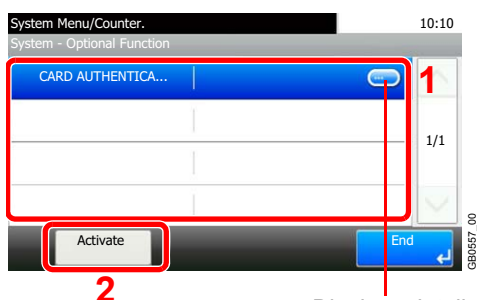 System Menu/Counter. 10:10
System - Optional Function
CARD AUTHENTICA... ... 1
1/1
Activate End
GB0557_00
2